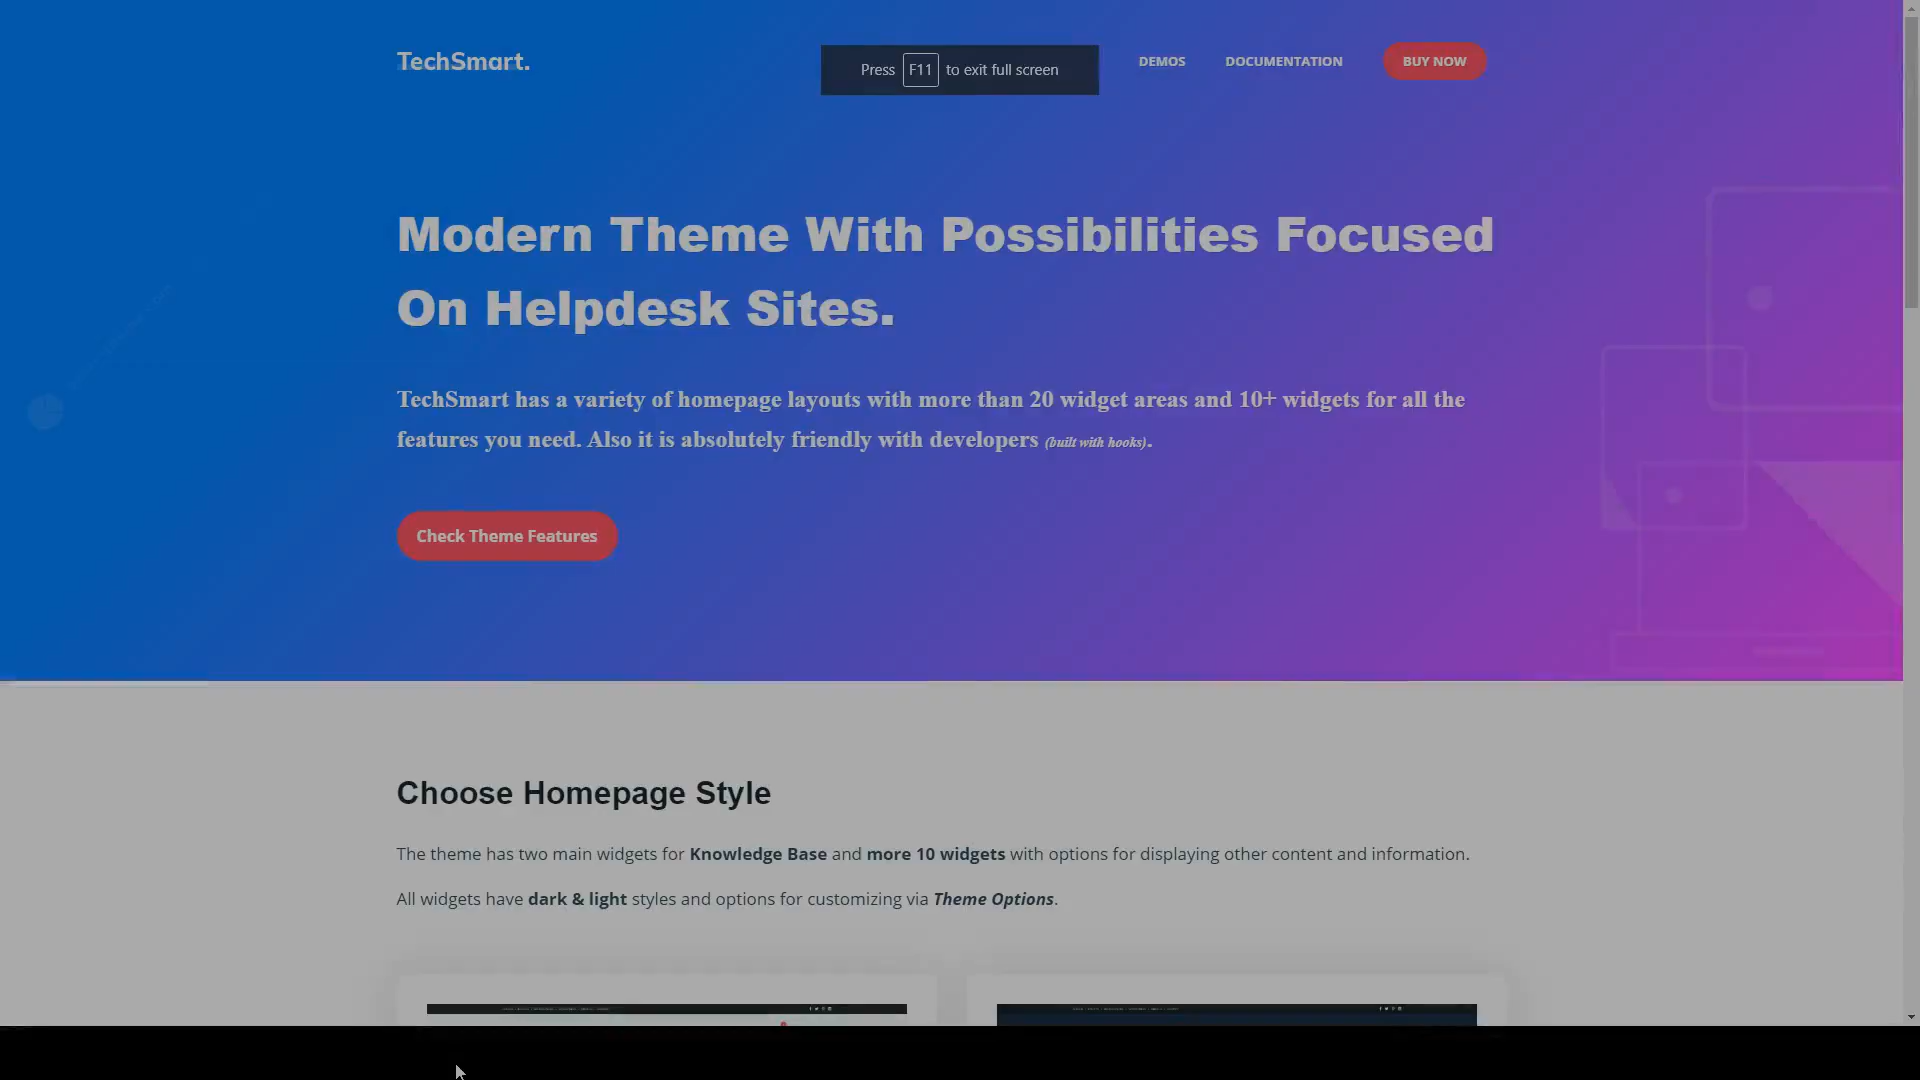 TechSmart.
Press F11 to exit full screen
DEMOS
DOCUMENTATION
BUY NOW
Modern Theme With Possibilities Focused
On Helpdesk Sites.
TechSmart has a variety of homepage layouts with more than 20 widget areas and 10+ widgets for all the
features you need. Also it is absolutely friendly with developers (built with hooks).
Check Theme Features
Choose Homepage Style
The theme has two main widgets for Knowledge Base and more 10 widgets with options for displaying other content and information.
All widgets have dark & light styles and options for customizing via Theme Options.